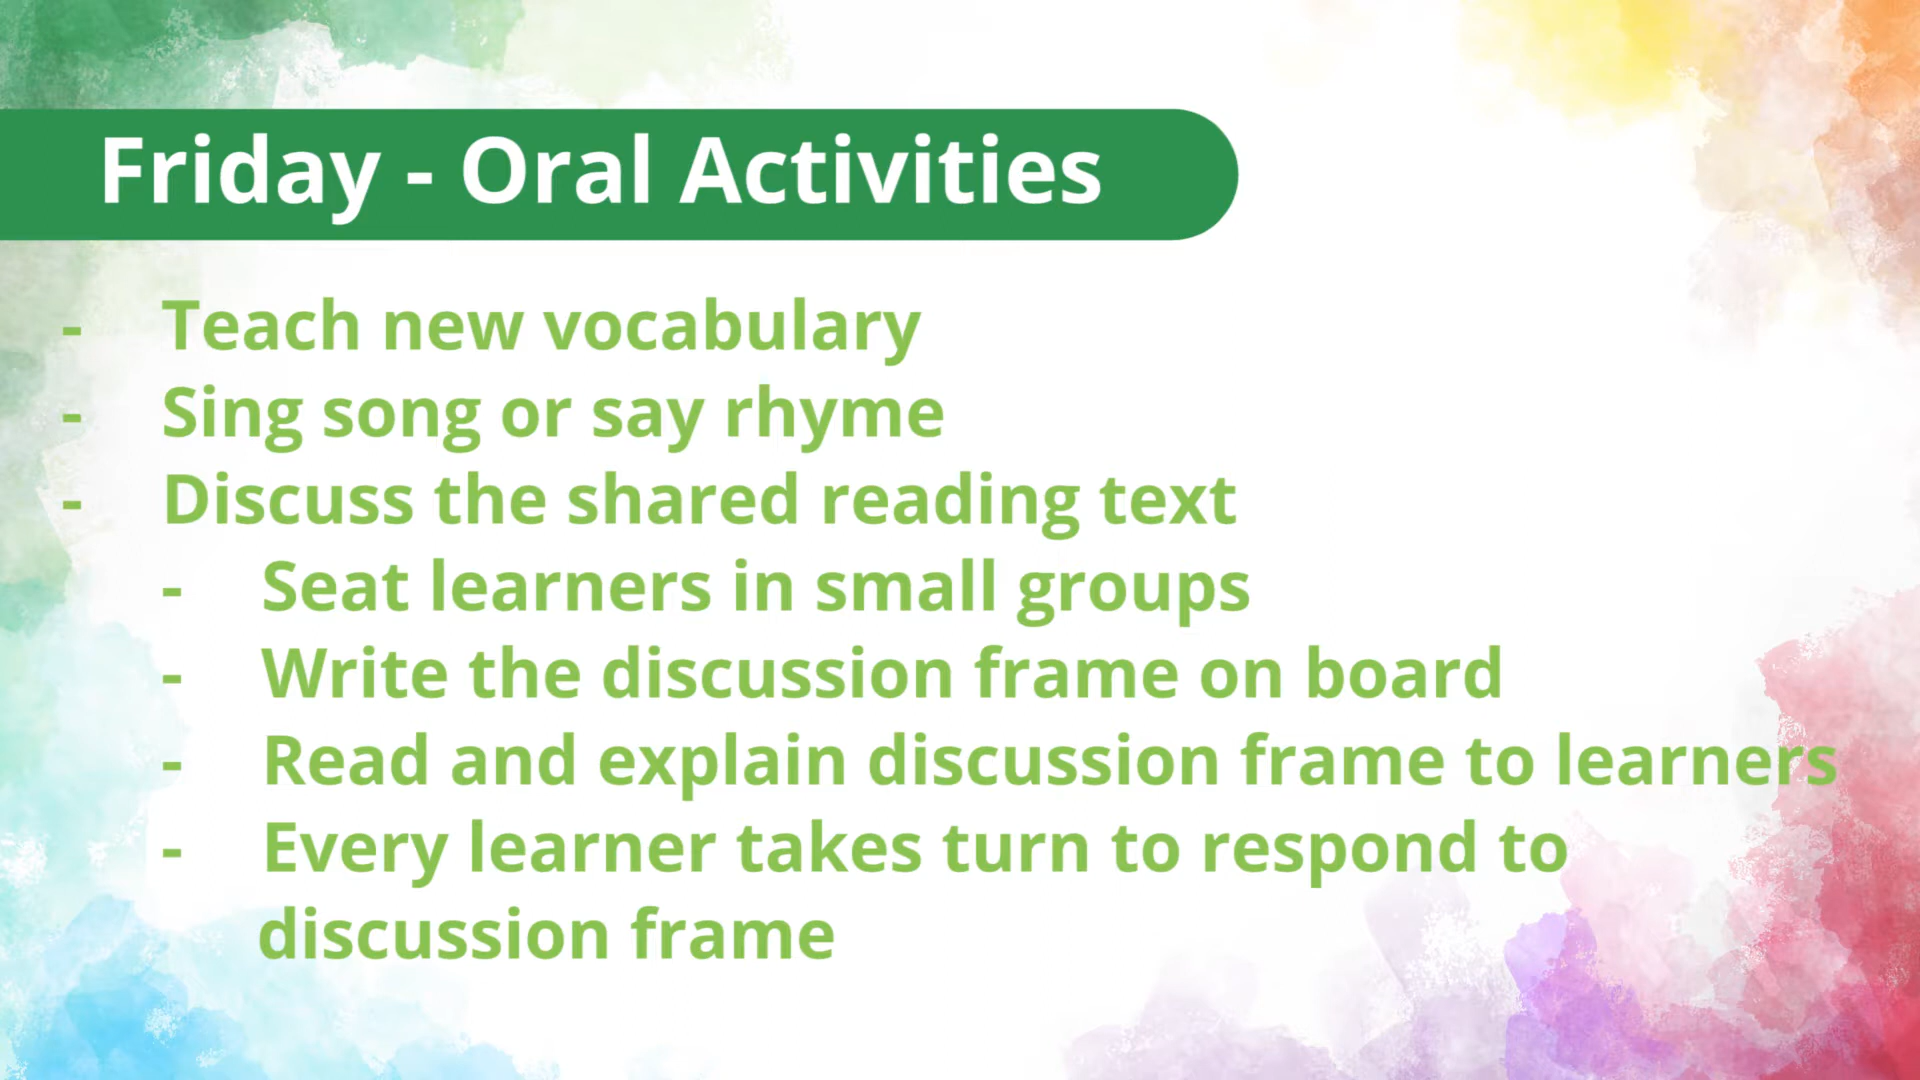 Friday - Oral Activities
- Teach new vocabulary
- Sing song or say rhyme
- Discuss the shared reading text
- Seat learners in small groups
- Write the discussion frame on board
- Read and explain discussion frame to learners
- Every learner takes turn to respond to
discussion frame